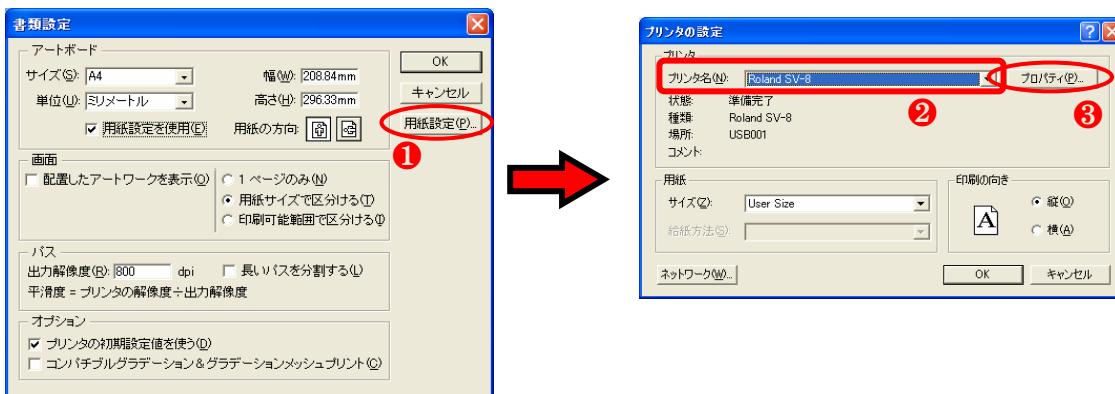 書類設定
アートボード
サイズ(S): A4
幅(W): 208.84mm
単位(U): ミリメートル
高さ(H): 296.33mm
用紙設定を使用(E)
用紙の方向:
OK
キャンセル
用紙設定(P)...
❶
画面
配置したアートワークを表示(O)
1 ページのみ(N)
用紙サイズで区分ける(T)
印刷可能範囲で区分ける(I)
パス
出力解像度(R): 800 dpi
長いパスを分割する(L)
平滑度 = プリンタの解像度÷出力解像度
オプション
プリンタの初期設定値を使う(D)
コンパチブルグラデーション&グラデーションメッシュプリント(C)
プリンタの設定
プリンタ
プリンタ名(N): Roland SV-8
プロパティ(P)...
❷
❸
状態: 準備完了
種類: Roland SV-8
場所: USB001
コメント:
用紙
サイズ(Z): User Size
給紙方法(S):
印刷の向き
A
縦(O)
横(A)
ネットワーク(W)...
OK
キャンセル